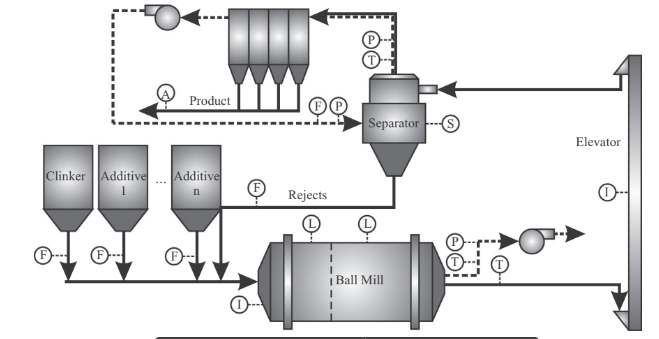 P
T
A
Product
F
P
Separator
S
Elevator
Clinker
Additive
1
...
Additive
n
F
Rejects
I
L
L
P
F
F
F
T
T
Ball Mill
I